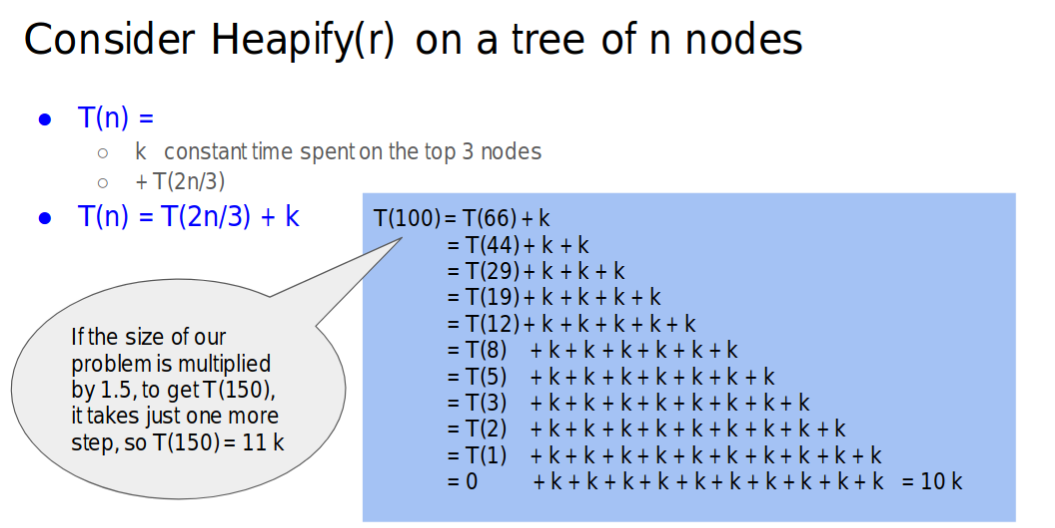 Consider Heapify(r) on a tree of n nodes
● T(n) =
○ k constant time spent on the top 3 nodes
○ + T(2n/3)
● T(n) = T(2n/3) + k
T(100) = T(66) + k
= T(44) + k + k
= T(29) + k + k + k
= T(19) + k + k + k + k
= T(12) + k + k + k + k + k
= T(8) + k + k + k + k + k + k
= T(5) + k + k + k + k + k + k + k
= T(3) + k + k + k + k + k + k + k + k
= T(2) + k + k + k + k + k + k + k + k + k
= T(1) + k + k + k + k + k + k + k + k + k + k
= 0 + k + k + k + k + k + k + k + k + k + k = 10 k
If the size of our
problem is multiplied
by 1.5, to get T(150),
it takes just one more
step, so T(150) = 11 k